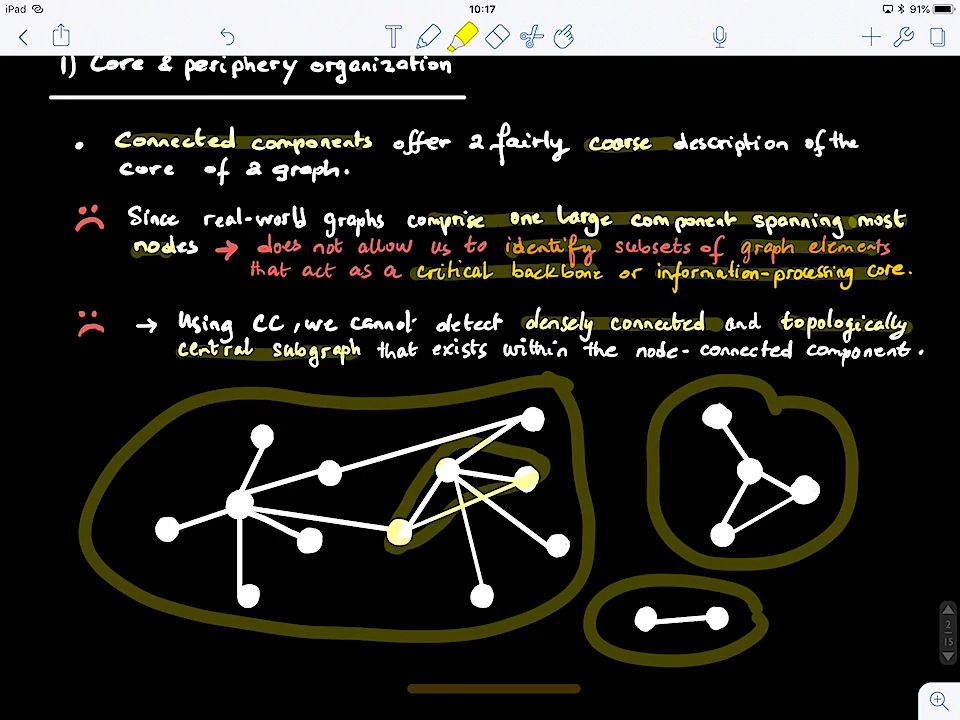 iPad
10:17
91%
1) Core & periphery organization
• Connected components offer a fairly coarse description of the
core of a graph.
Since real-world graphs comprise one large component spanning most
nodes → does not allow us to identify subsets of graph elements
that act as a critical backbone or information-processing core.
→ Using CC, we cannot detect densely connected and topologically
central subgraph that exists within the node-connected component.
2
15